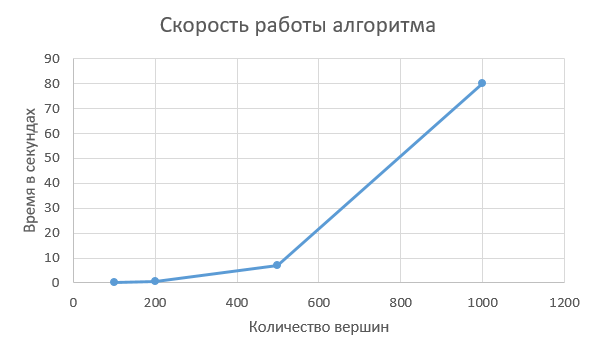 Скорость работы алгоритма
90
80
70
60
50
40
30
20
10
0
Время в секундах
0 200 400 600 800 1000 1200
Количество вершин